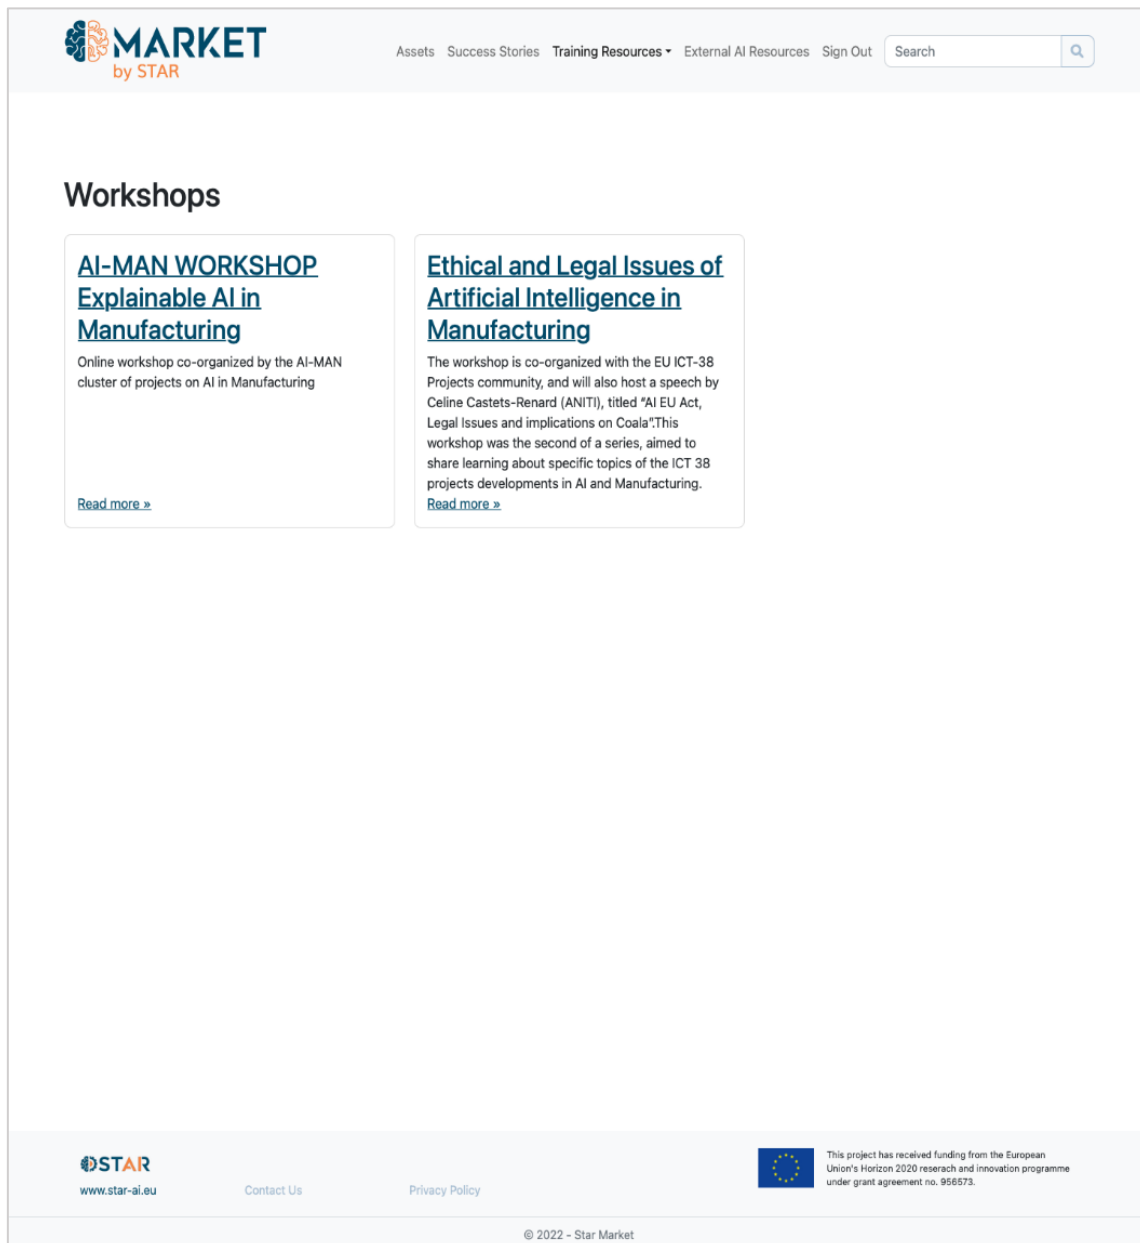 MARKET
by STAR
Assets Success Stories Training Resources External AI Resources Sign Out Search
Workshops
AI-MAN WORKSHOP
Explainable AI in
Manufacturing
Online workshop co-organized by the AI-MAN
cluster of projects on AI in Manufacturing
Read more »
Ethical and Legal Issues of
Artificial Intelligence in
Manufacturing
The workshop is co-organized with the EU ICT-38
Projects community, and will also host a speech by
Celine Castets-Renard (ANITI), titled "AI EU Act,
Legal Issues and implications on Coala".This
workshop was the second of a series, aimed to
share learning about specific topics of the ICT 38
projects developments in AI and Manufacturing.
Read more »
STAR
www.star-ai.eu
Contact Us
Privacy Policy
This project has received funding from the European
Union's Horizon 2020 reserach and innovation programme
under grant agreement no. 956573.
© 2022 - Star Market